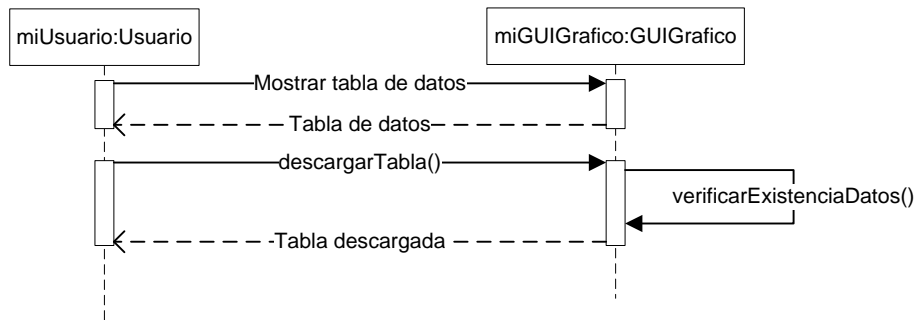 miUsuario:Usuario
miGUIGrafico:GUIGrafico
Mostrar tabla de datos
Tabla de datos
descargarTabla()
verificarExistenciaDatos()
Tabla descargada